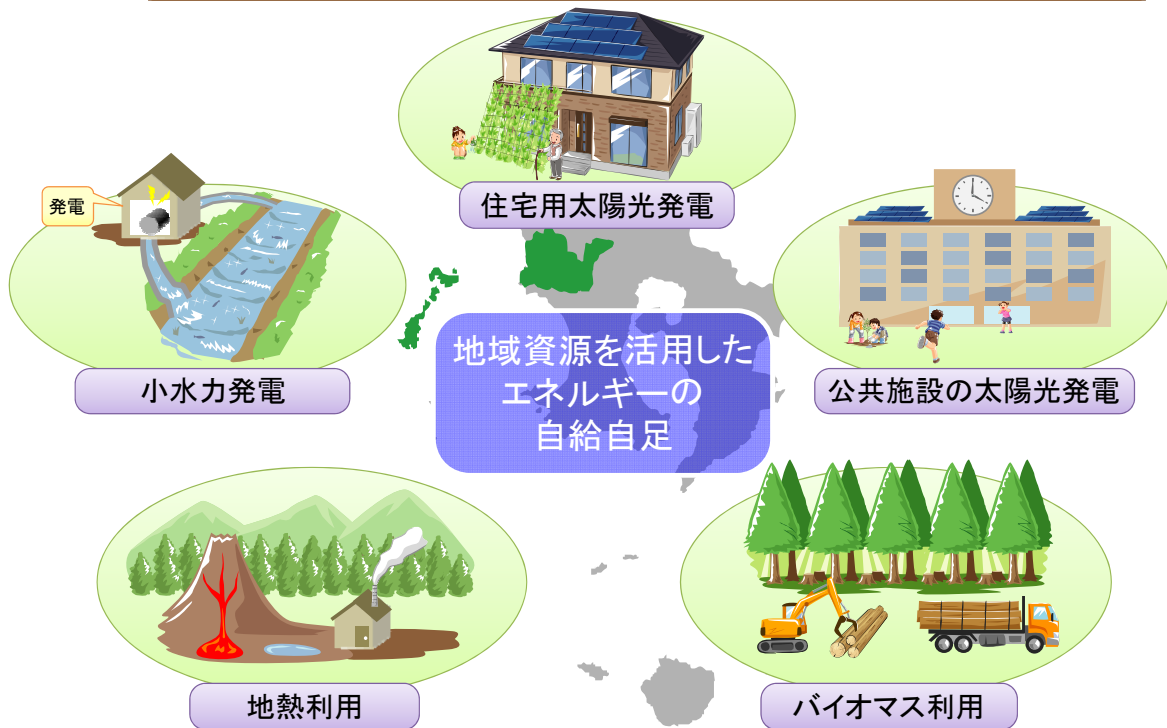 住宅用太陽光発電
発電
小水力発電
公共施設の太陽光発電
地域資源を活用した
エネルギーの
自給自足
地熱利用
バイオマス利用